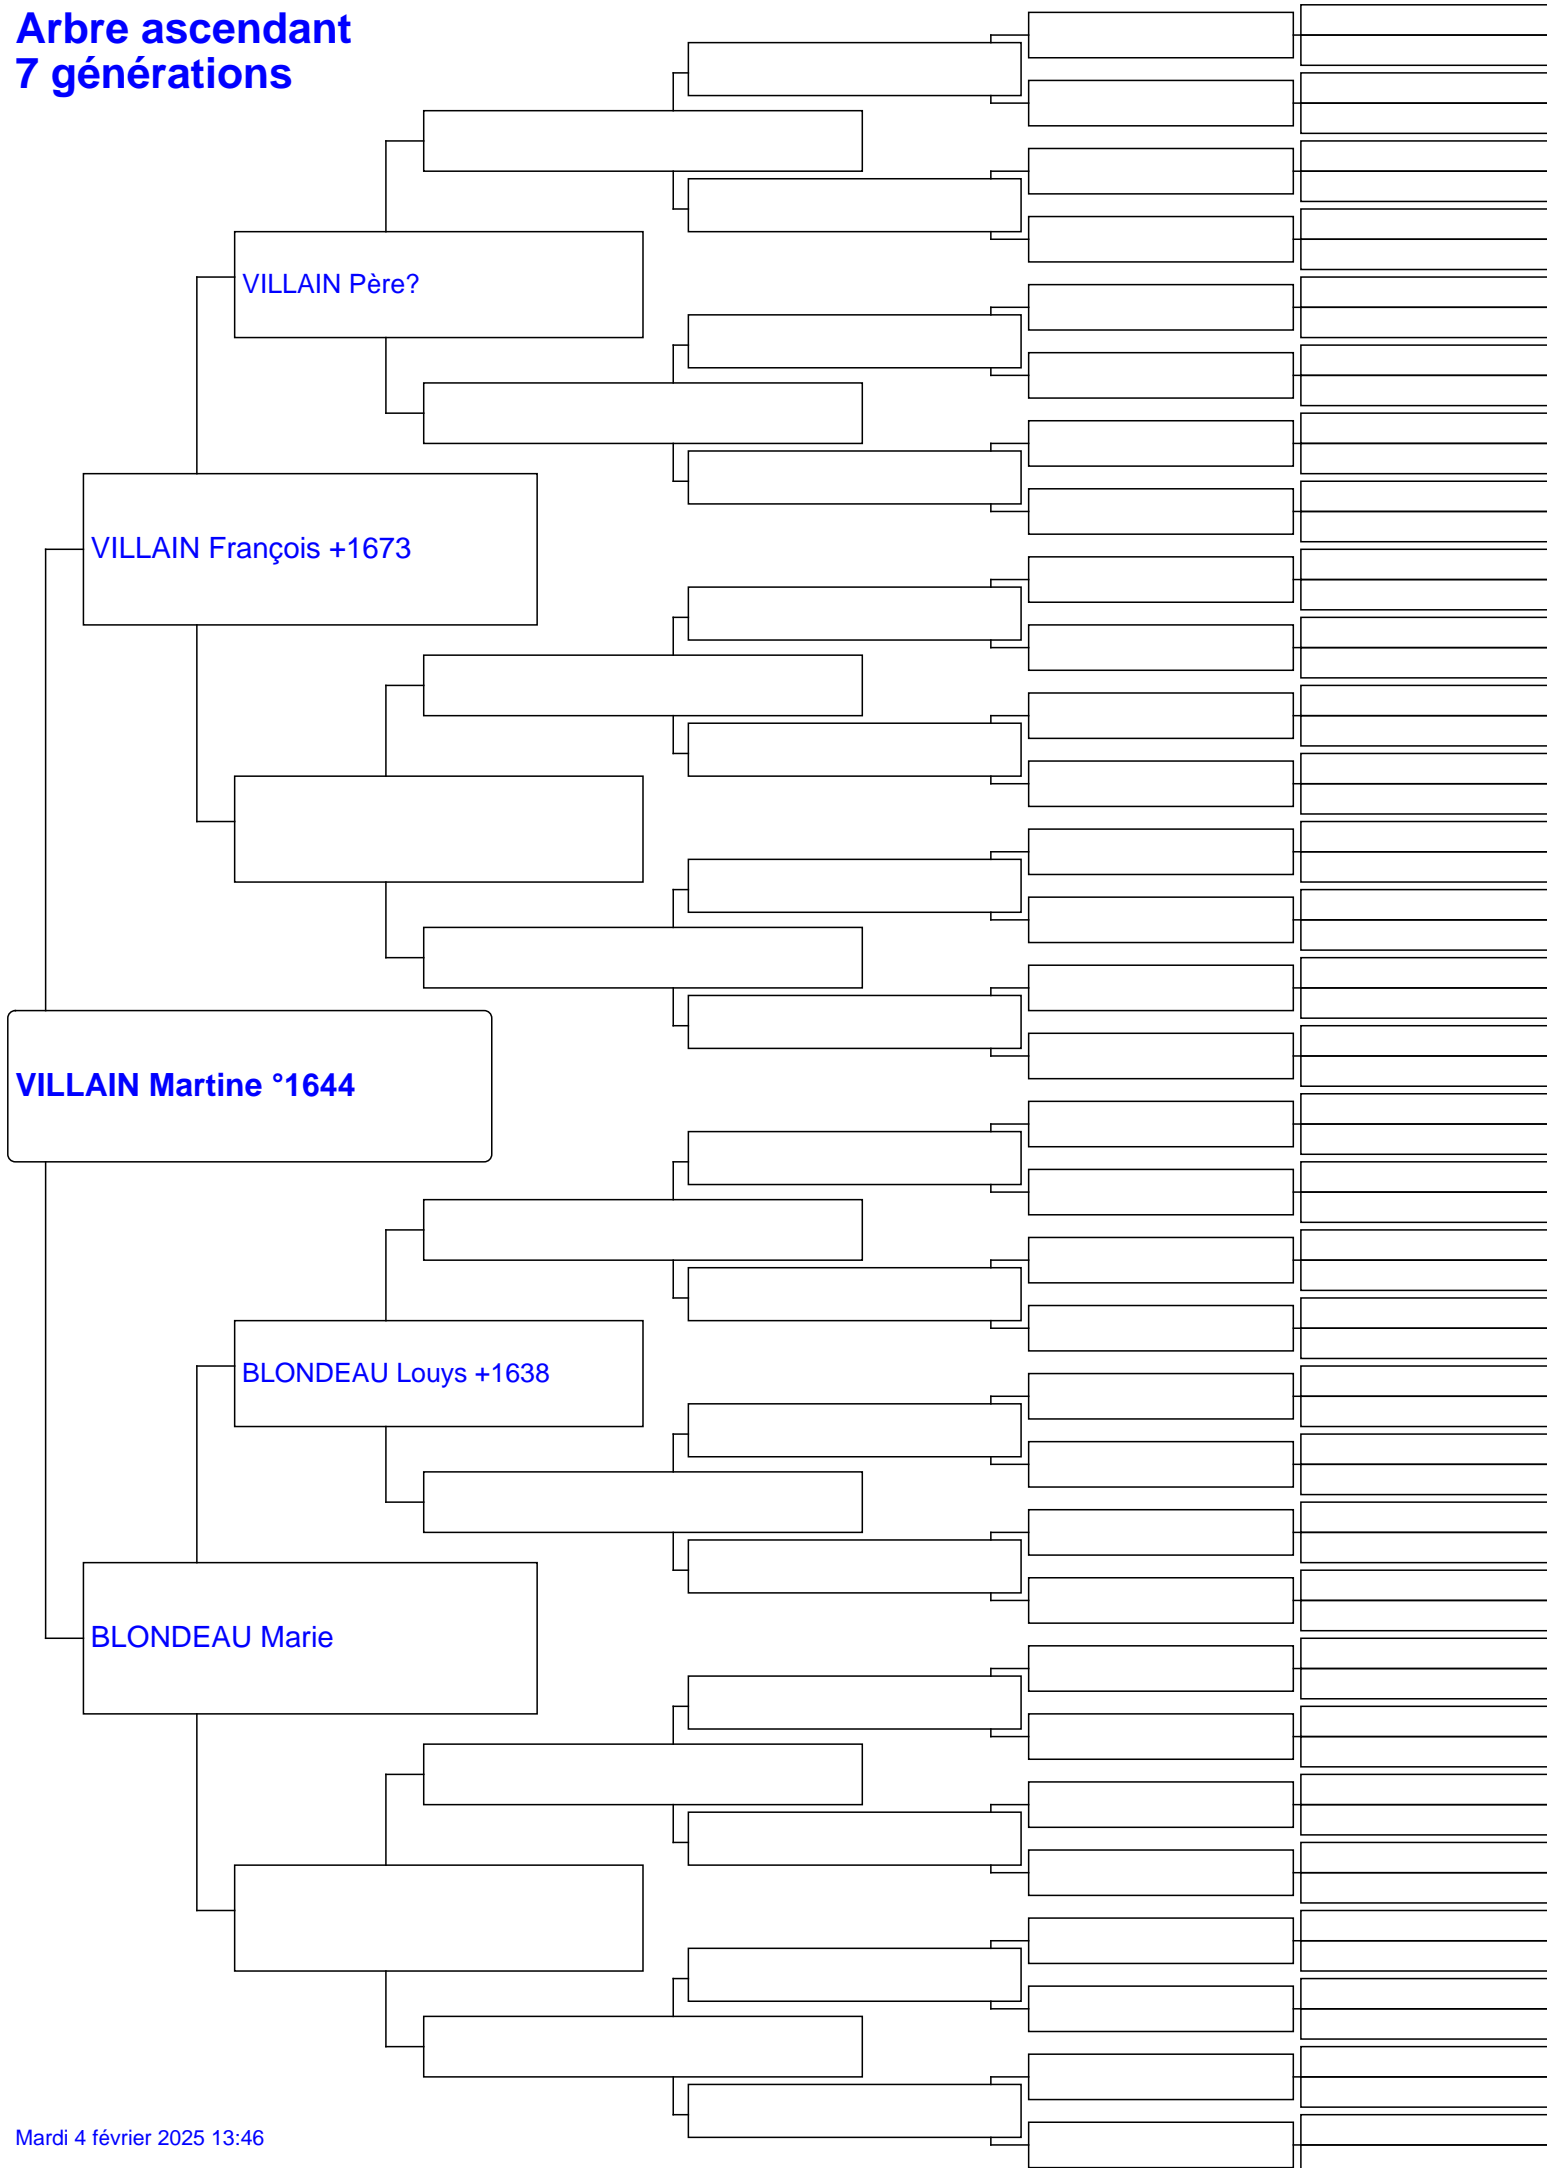 Arbre ascendant
7 générations
VILLAIN Père?
VILLAIN François +1673
VILLAIN Martine °1644
BLONDEAU Louys +1638
BLONDEAU Marie
Mardi 4 février 2025 13:46